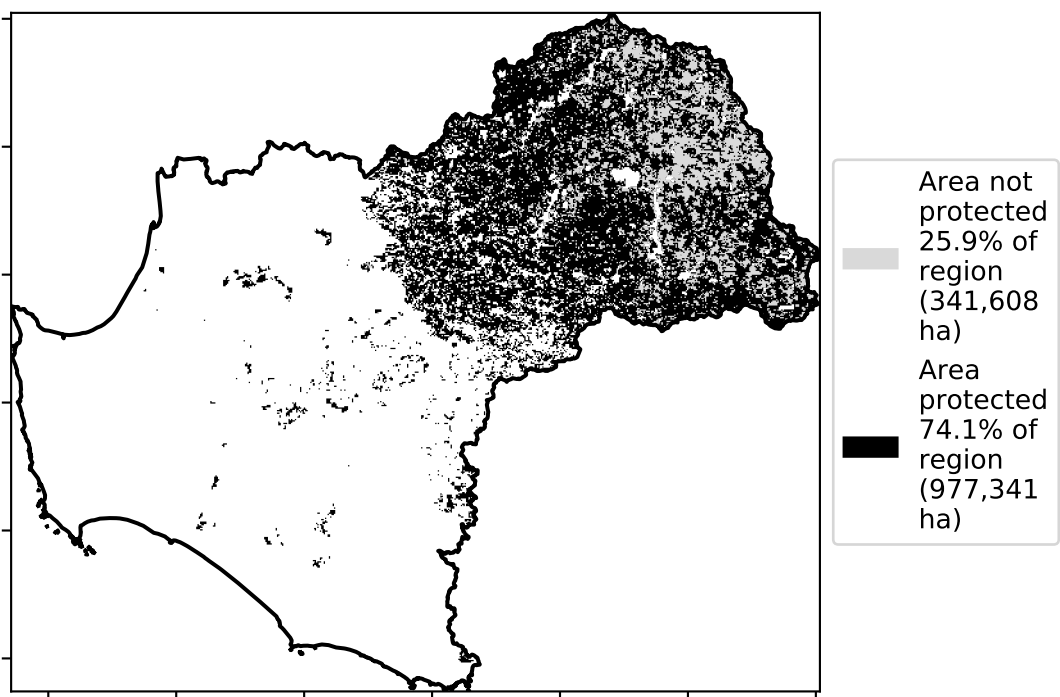 Area not
protected
25.9% of
region
(341,608
ha)
Area
protected
74.1% of
region
(977,341
ha)